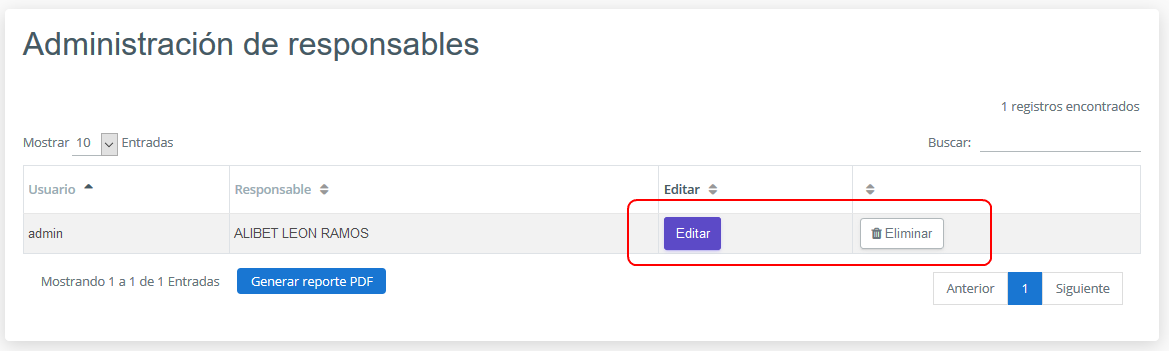 Administración de responsables
1 registros encontrados
Mostrar 10 Entradas Buscar:
Usuario Responsable Editar
admin ALIBET LEON RAMOS Editar Eliminar
Mostrando 1 a 1 de 1 Entradas Generar reporte PDF Anterior 1 Siguiente